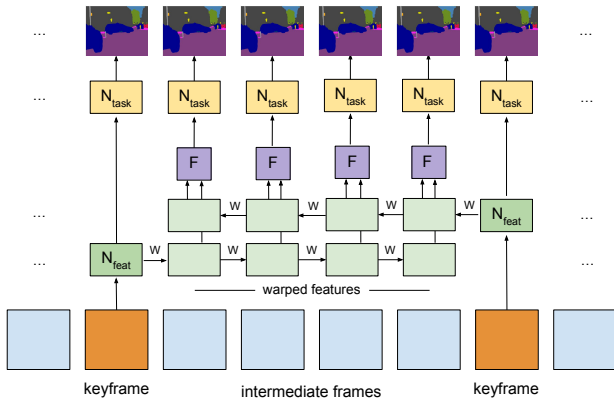 ... ...
... N_task N_task N_task N_task N_task N_task ...
F F F F
... W W W W N_feat ...
... N_feat W W W W ...
warped features
keyframe intermediate frames keyframe